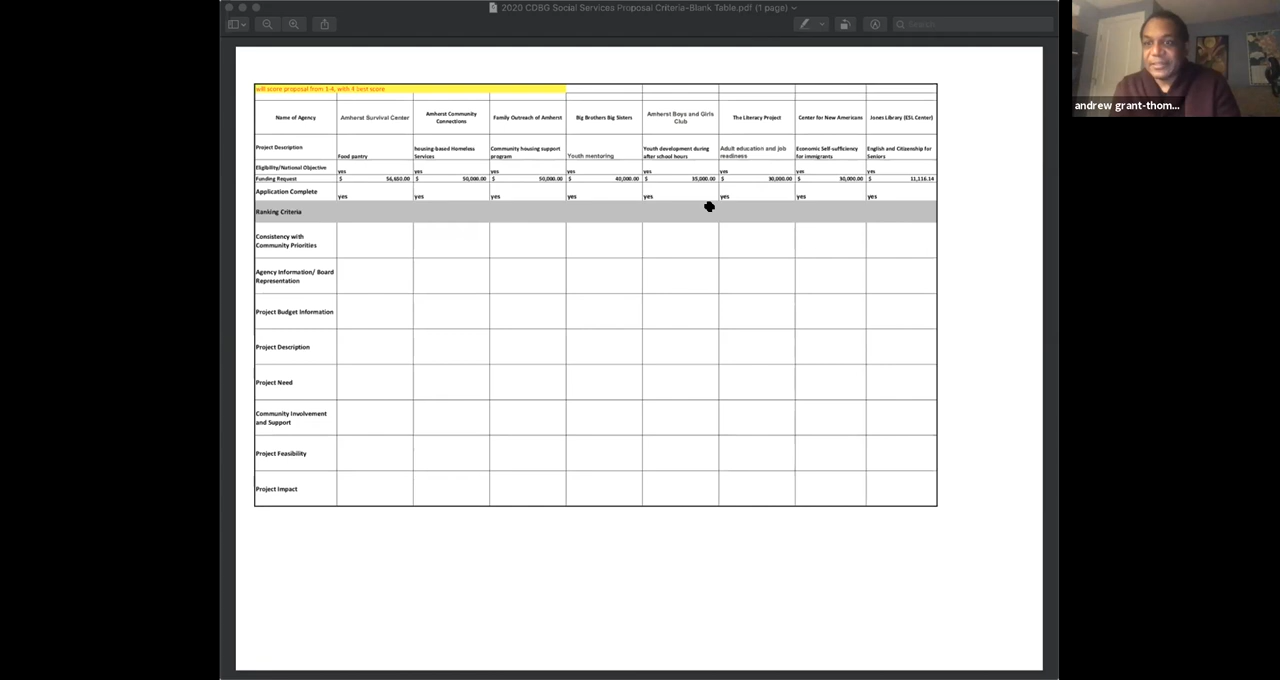 2020 CDBG Social Services Proposal Criteria-Blank Table.pdf (1 page)
Search
andrew grant-thom...
will score proposal from 1-4, with 4 best score
Name of Agency Amherst Survival Center Amherst Community Connections Family Outreach of Amherst Big Brothers Big Sisters Amherst Boys and Girls Club The Literacy Project Center for New Americans Jones Library (ESL Center)
Project Description Food pantry housing-based Homeless Services Community housing support program Youth mentoring Youth development during after school hours Adult education and job readiness Economic Self-sufficiency for immigrants English and Citizenship for Seniors
Eligibility/National Objective yes yes yes yes yes yes yes yes
Funding Request $ 56,650.00 $ 50,000.00 $ 50,000.00 $ 40,000.00 $ 35,000.00 $ 30,000.00 $ 30,000.00 $ 11,116.14
Application Complete yes yes yes yes yes yes yes yes
Ranking Criteria
Consistency with
Community Priorities
Agency Information/ Board
Representation
Project Budget Information
Project Description
Project Need
Community Involvement
and Support
Project Feasibility
Project Impact